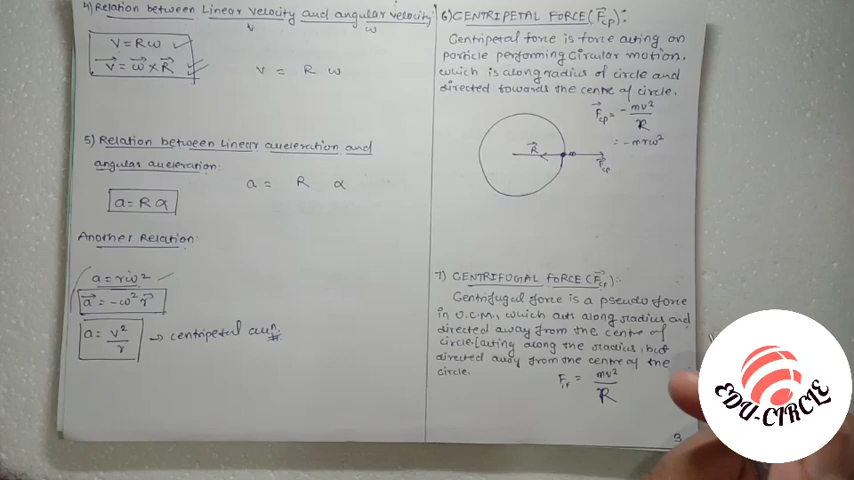 4) Relation between Linear velocity and angular velocity
v
ω
V = Rω
V⃗ = ω⃗ × R⃗
v = R ω
5) Relation between Linear acceleration and
angular acceleration
a = R α
a = R α
Another Relation:
a = rω²
a⃗ = -ω² r⃗
a = v²/r → centripetal accn.
6) CENTRIPETAL FORCE (F⃗cp):
Centripetal force is force acting on
particle performing Circular motion,
which is along radius of circle and
directed towards the centre of circle.
F⃗cp = -mv²/R
= -mrω²
R⃗
m
F⃗cp
7) CENTRIFUGAL FORCE (F⃗cf):
Centrifugal force is a pseudo force
in U.C.M., which acts along radius and
directed away from the centre of
circle. [acting along the radius, but
directed away from the centre of the
circle.
Fcf = mv²/R
3
EDU-CIRCLE